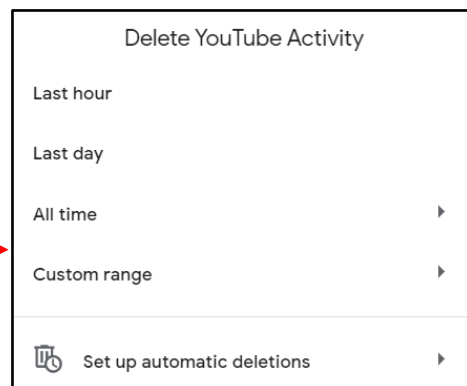 Delete YouTube Activity
Last hour
Last day
All time
Custom range
Set up automatic deletions